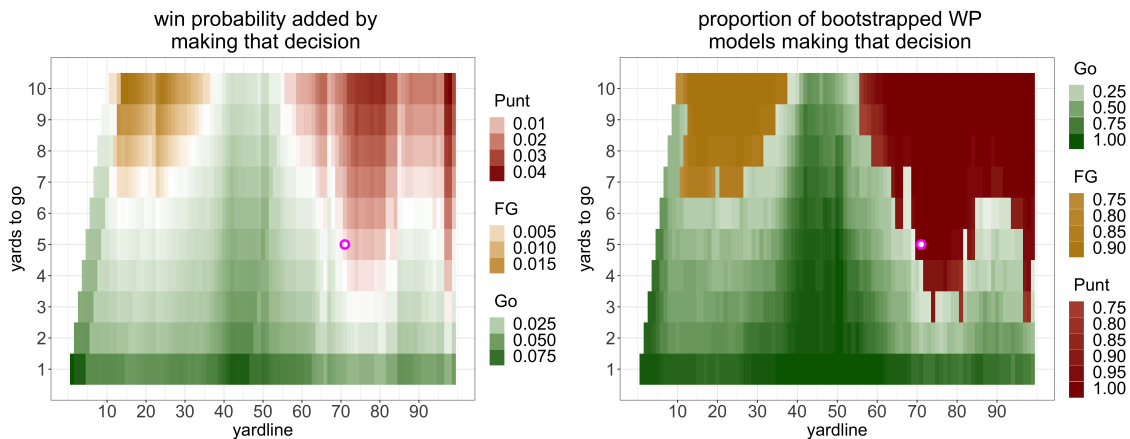 win probability added by
making that decision
yards to go
10
9
8
7
6
5
4
3
2
1
10 20 30 40 50 60 70 80 90
yardline
Punt
0.01
0.02
0.03
0.04
FG
0.005
0.010
0.015
Go
0.025
0.050
0.075
proportion of bootstrapped WP
models making that decision
yards to go
10
9
8
7
6
5
4
3
2
1
10 20 30 40 50 60 70 80 90
yardline
Go
0.25
0.50
0.75
1.00
FG
0.75
0.80
0.85
0.90
Punt
0.75
0.80
0.85
0.90
0.95
1.00